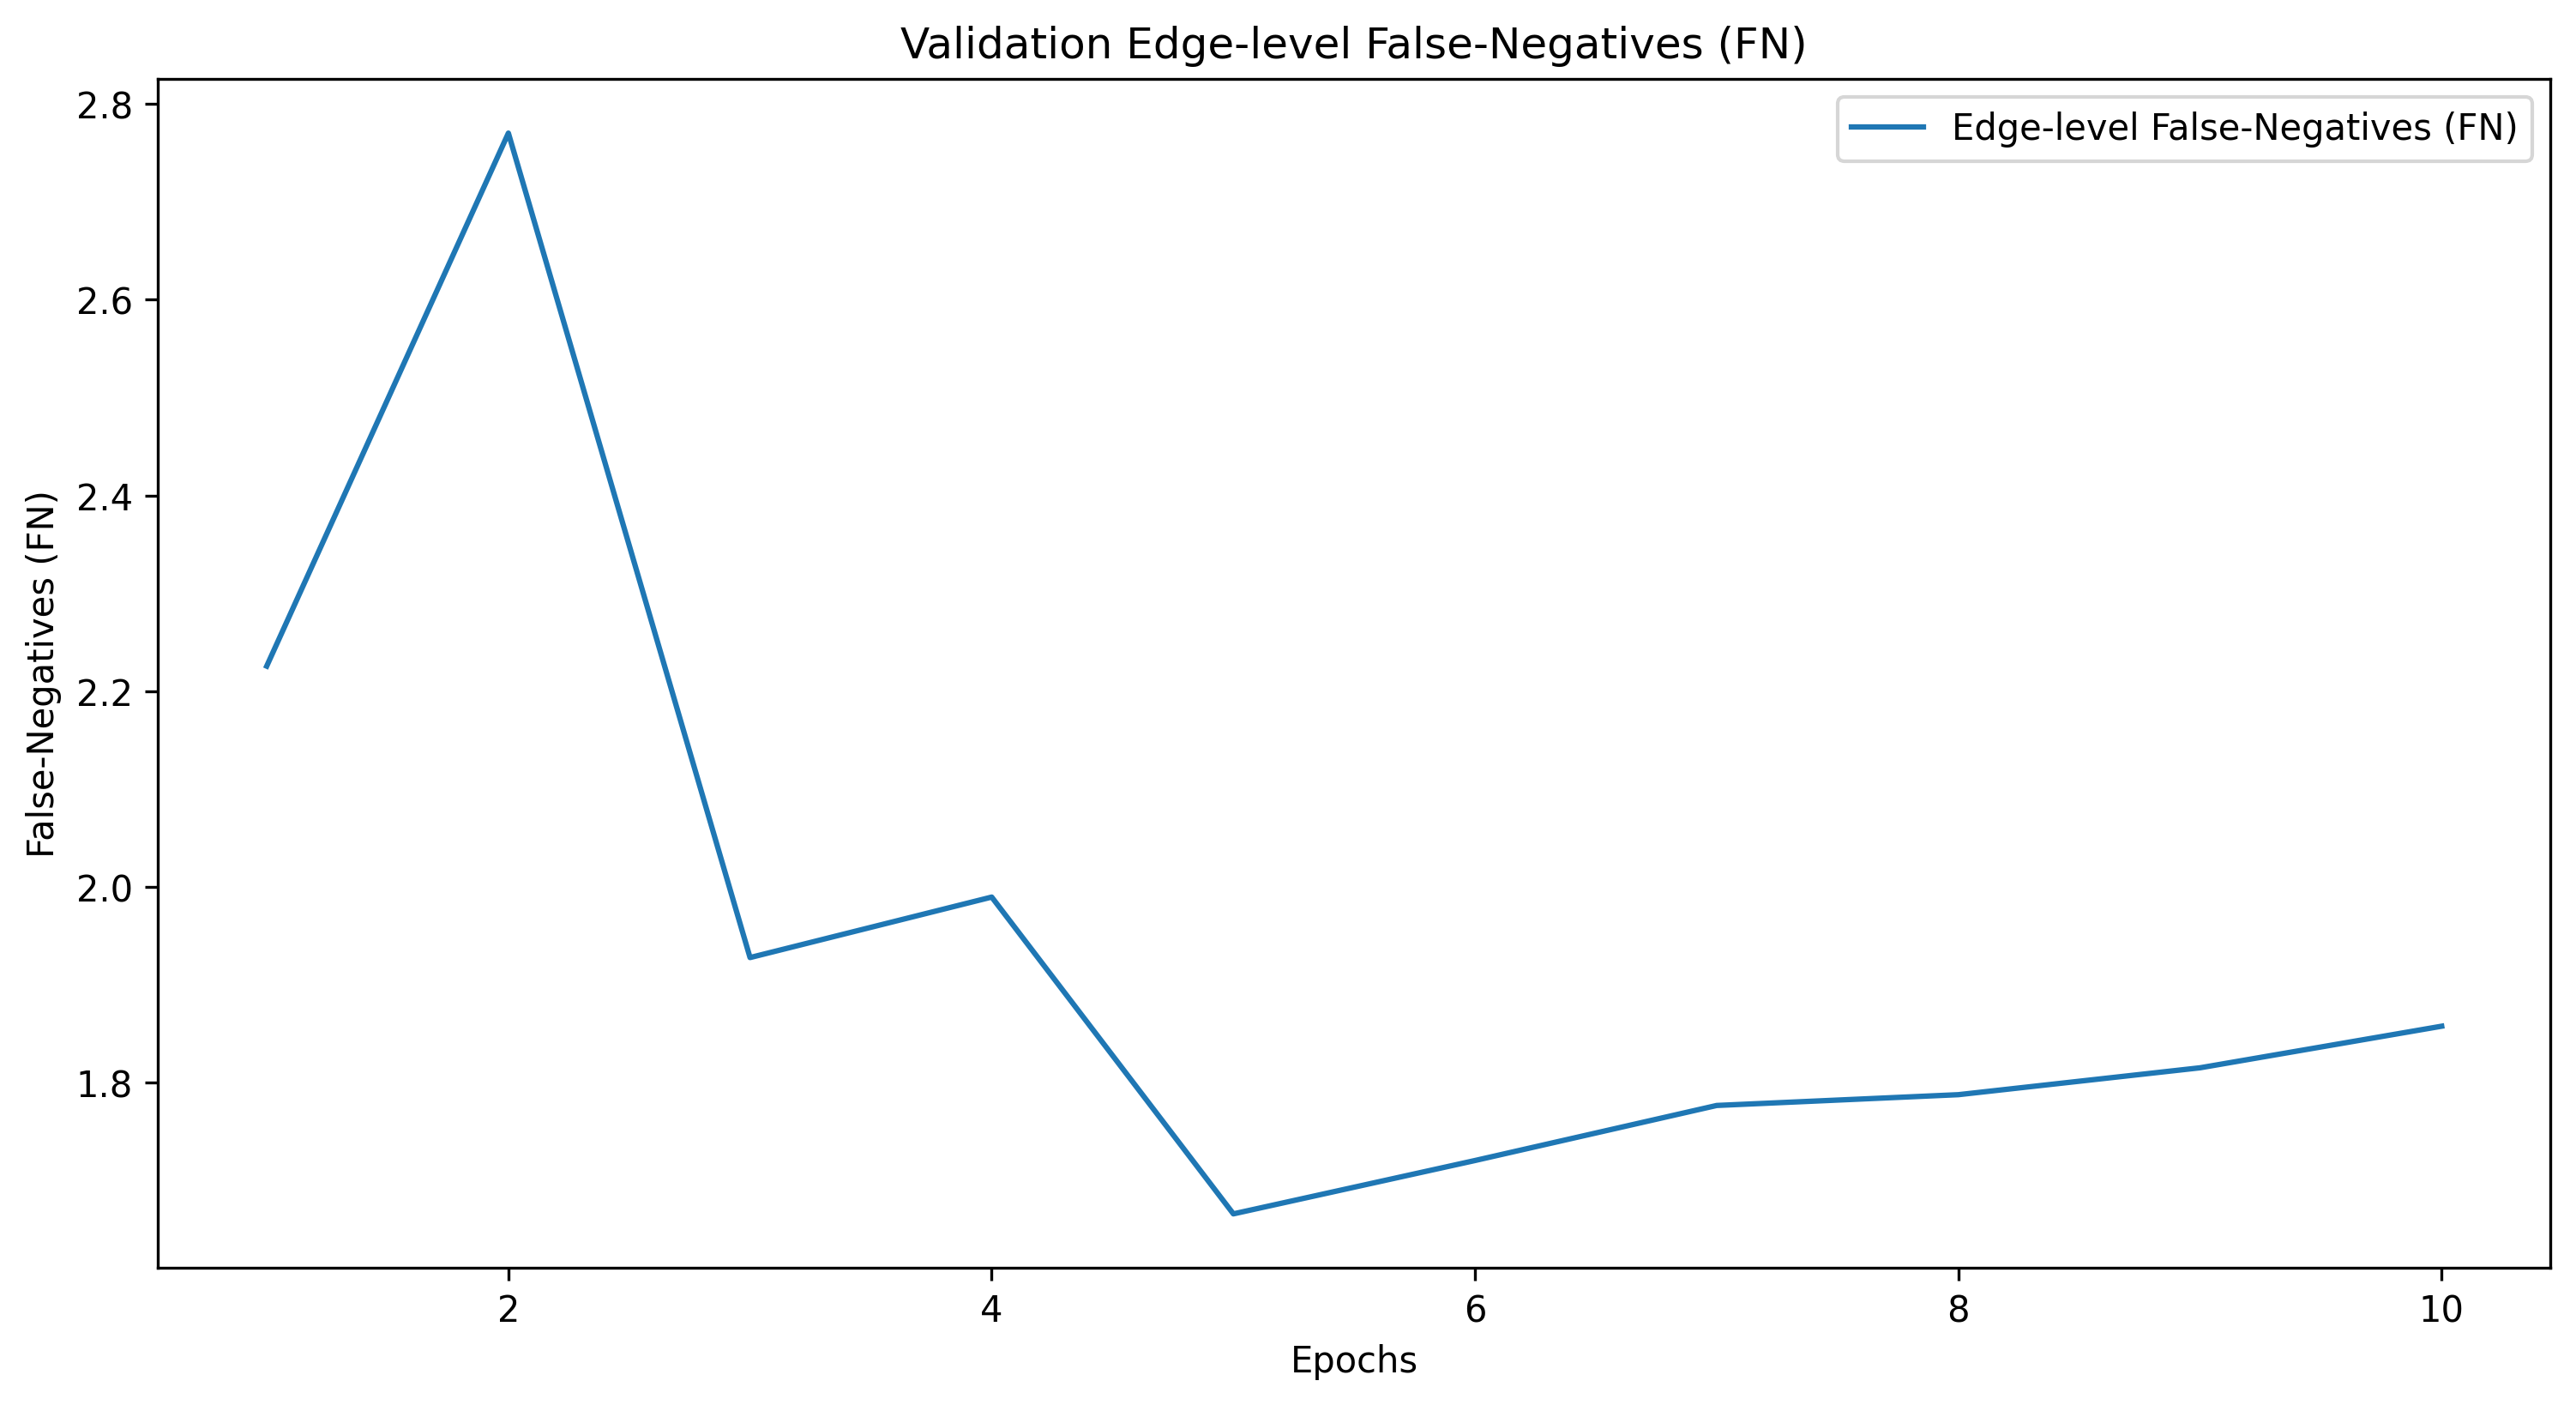 Validation Edge-level False-Negatives (FN)
Edge-level False-Negatives (FN)
False-Negatives (FN)
2.8
2.6
2.4
2.2
2.0
1.8
2 4 6 8 10
Epochs